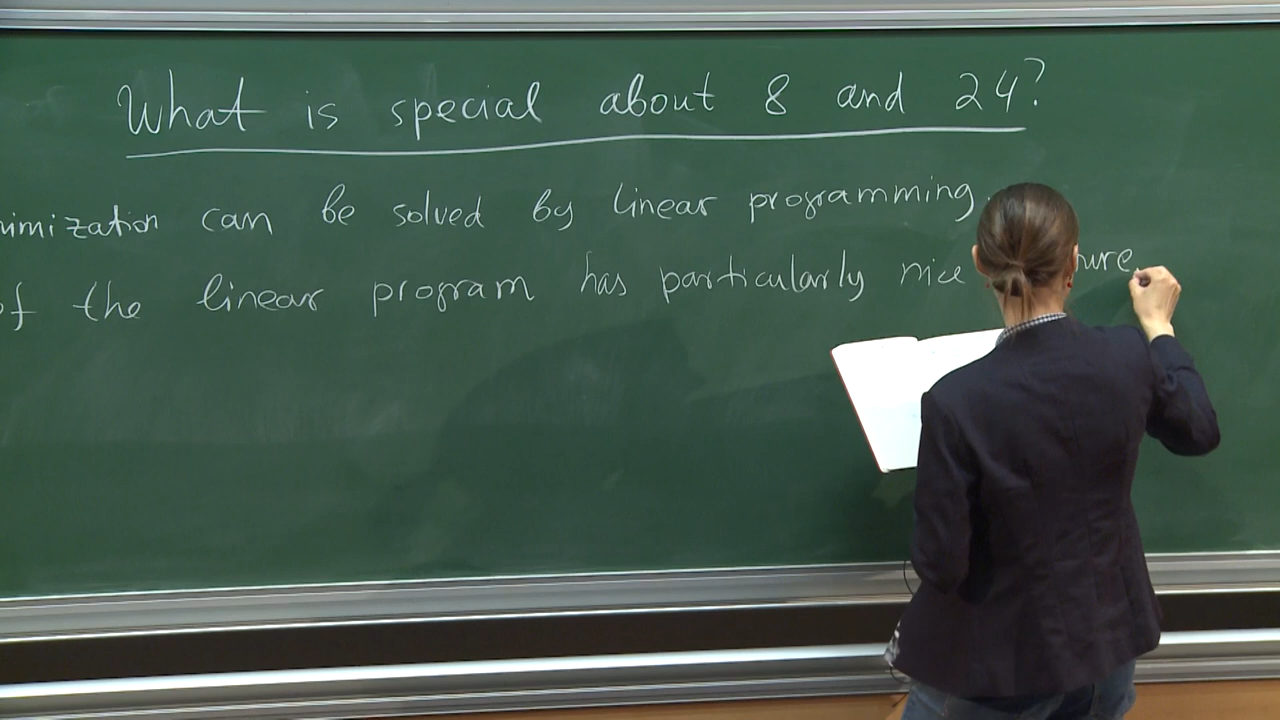 What is special about 8 and 24?
can be solved by linear programming.
of the linear program has particularly nice